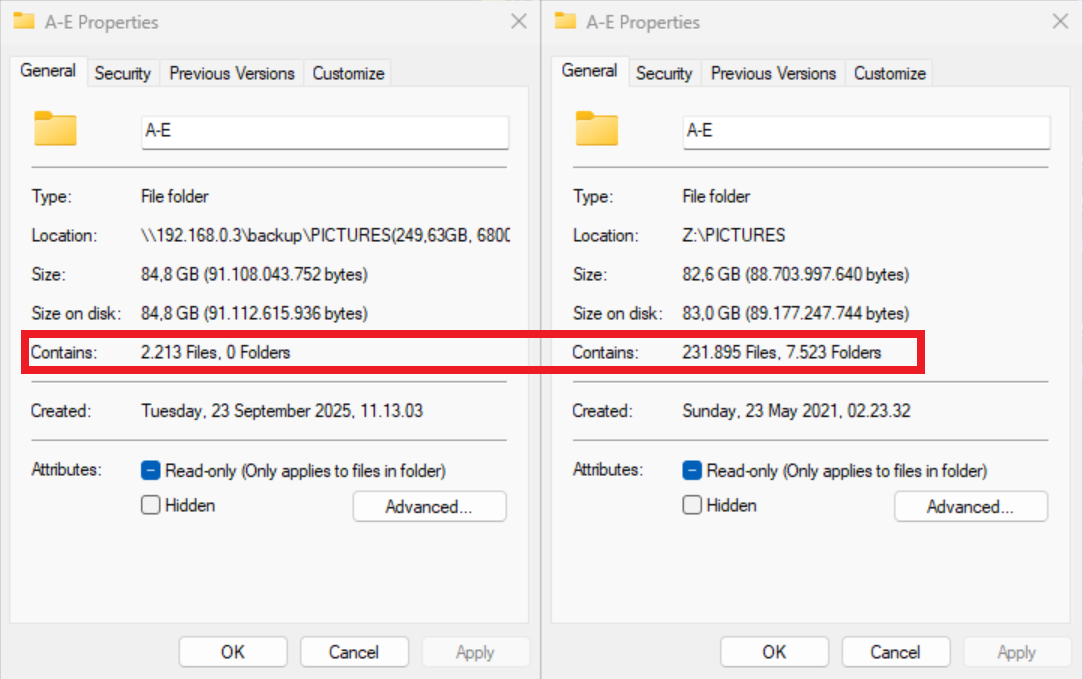 A-E Properties
General Security Previous Versions Customize
A-E
Type: File folder
Location: \\192.168.0.3\backup\PICTURES(249,63GB, 6800
Size: 84,8 GB (91.108.043.752 bytes)
Size on disk: 84,8 GB (91.112.615.936 bytes)
Contains: 2.213 Files, 0 Folders
Created: Tuesday, 23 September 2025, 11.13.03
Attributes: Read-only (Only applies to files in folder)
Hidden Advanced...
OK Cancel Apply
A-E Properties
General Security Previous Versions Customize
A-E
Type: File folder
Location: Z:\PICTURES
Size: 82,6 GB (88.703.997.640 bytes)
Size on disk: 83,0 GB (89.177.247.744 bytes)
Contains: 231.895 Files, 7.523 Folders
Created: Sunday, 23 May 2021, 02.23.32
Attributes: Read-only (Only applies to files in folder)
Hidden Advanced...
OK Cancel Apply